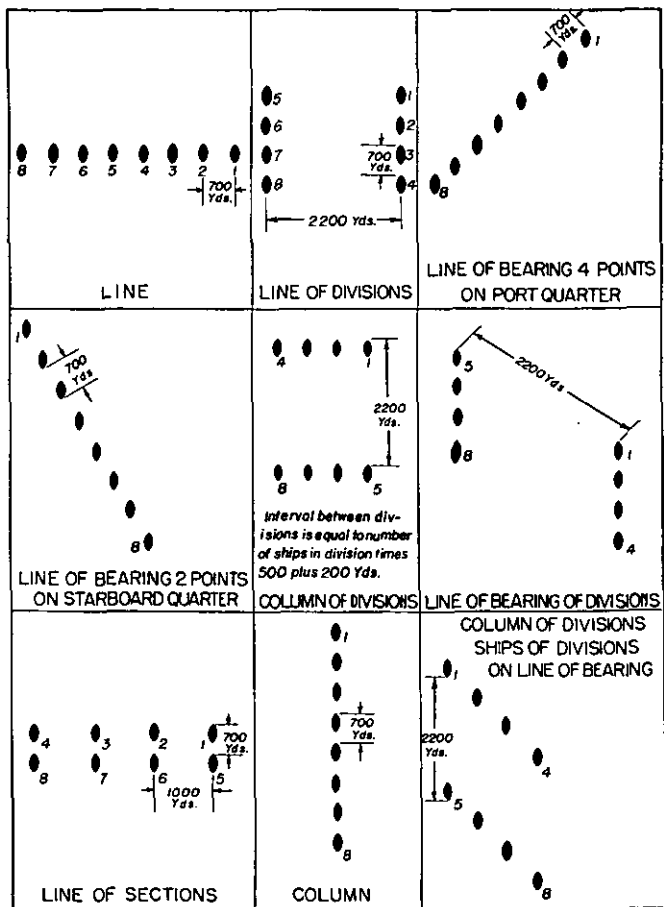 8 7 6 5 4 3 2 1
700
Yds.
LINE
5 1
6 2
7 3
700
Yds.
8 4
2200 Yds.
LINE OF DIVISIONS
700
Yds.
1
8
LINE OF BEARING 4 POINTS
ON PORT QUARTER
1
700
Yds
8
LINE OF BEARING 2 POINTS
ON STARBOARD QUARTER
4 1
2200
Yds.
8 5
Interval between div-
isions is equal to number
of ships in division times
500 plus 200 Yds.
COLUMN OF DIVISIONS
2200 Yds
5
8
1
4
LINE OF BEARING OF DIVISIONS
4 3 2 1
700
Yds.
8 7 6 5
1000
Yds.
LINE OF SECTIONS
1
700
Yds.
8
COLUMN
COLUMN OF DIVISIONS
SHIPS OF DIVISIONS
ON LINE OF BEARING
1
2200
Yds.
4
5
8